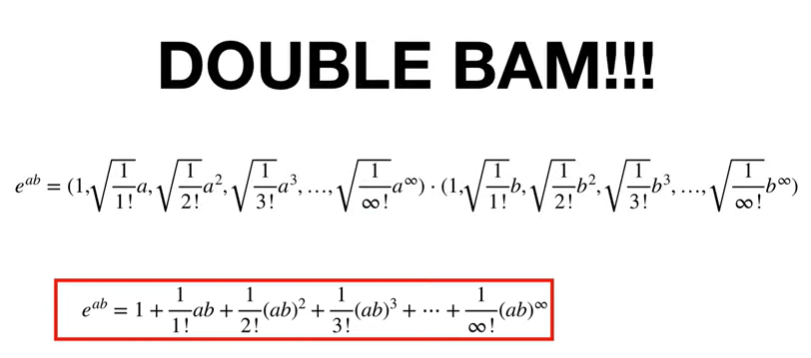 DOUBLE BAM!!!
e^{ab} = (1, \sqrt{\frac{1}{1!}}a, \sqrt{\frac{1}{2!}}a^2, \sqrt{\frac{1}{3!}}a^3, ..., \sqrt{\frac{1}{\infty!}}a^\infty) · (1, \sqrt{\frac{1}{1!}}b, \sqrt{\frac{1}{2!}}b^2, \sqrt{\frac{1}{3!}}b^3, ..., \sqrt{\frac{1}{\infty!}}b^\infty)
e^{ab} = 1 + \frac{1}{1!}ab + \frac{1}{2!}(ab)^2 + \frac{1}{3!}(ab)^3 + ··· + \frac{1}{\infty!}(ab)^\infty